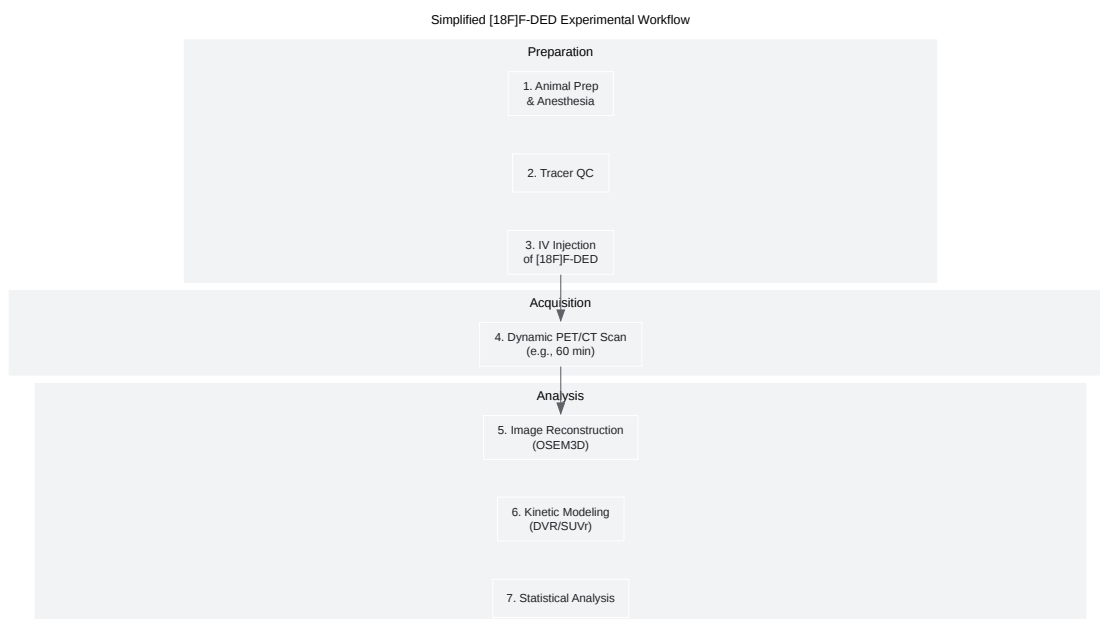 Simplified [18F]F-DED Experimental Workflow
Preparation
1. Animal Prep
& Anesthesia
2. Tracer QC
3. IV Injection
of [18F]F-DED
Acquisition
4. Dynamic PET/CT Scan
(e.g., 60 min)
Analysis
5. Image Reconstruction
(OSEM3D)
6. Kinetic Modeling
(DVR/SUVr)
7. Statistical Analysis